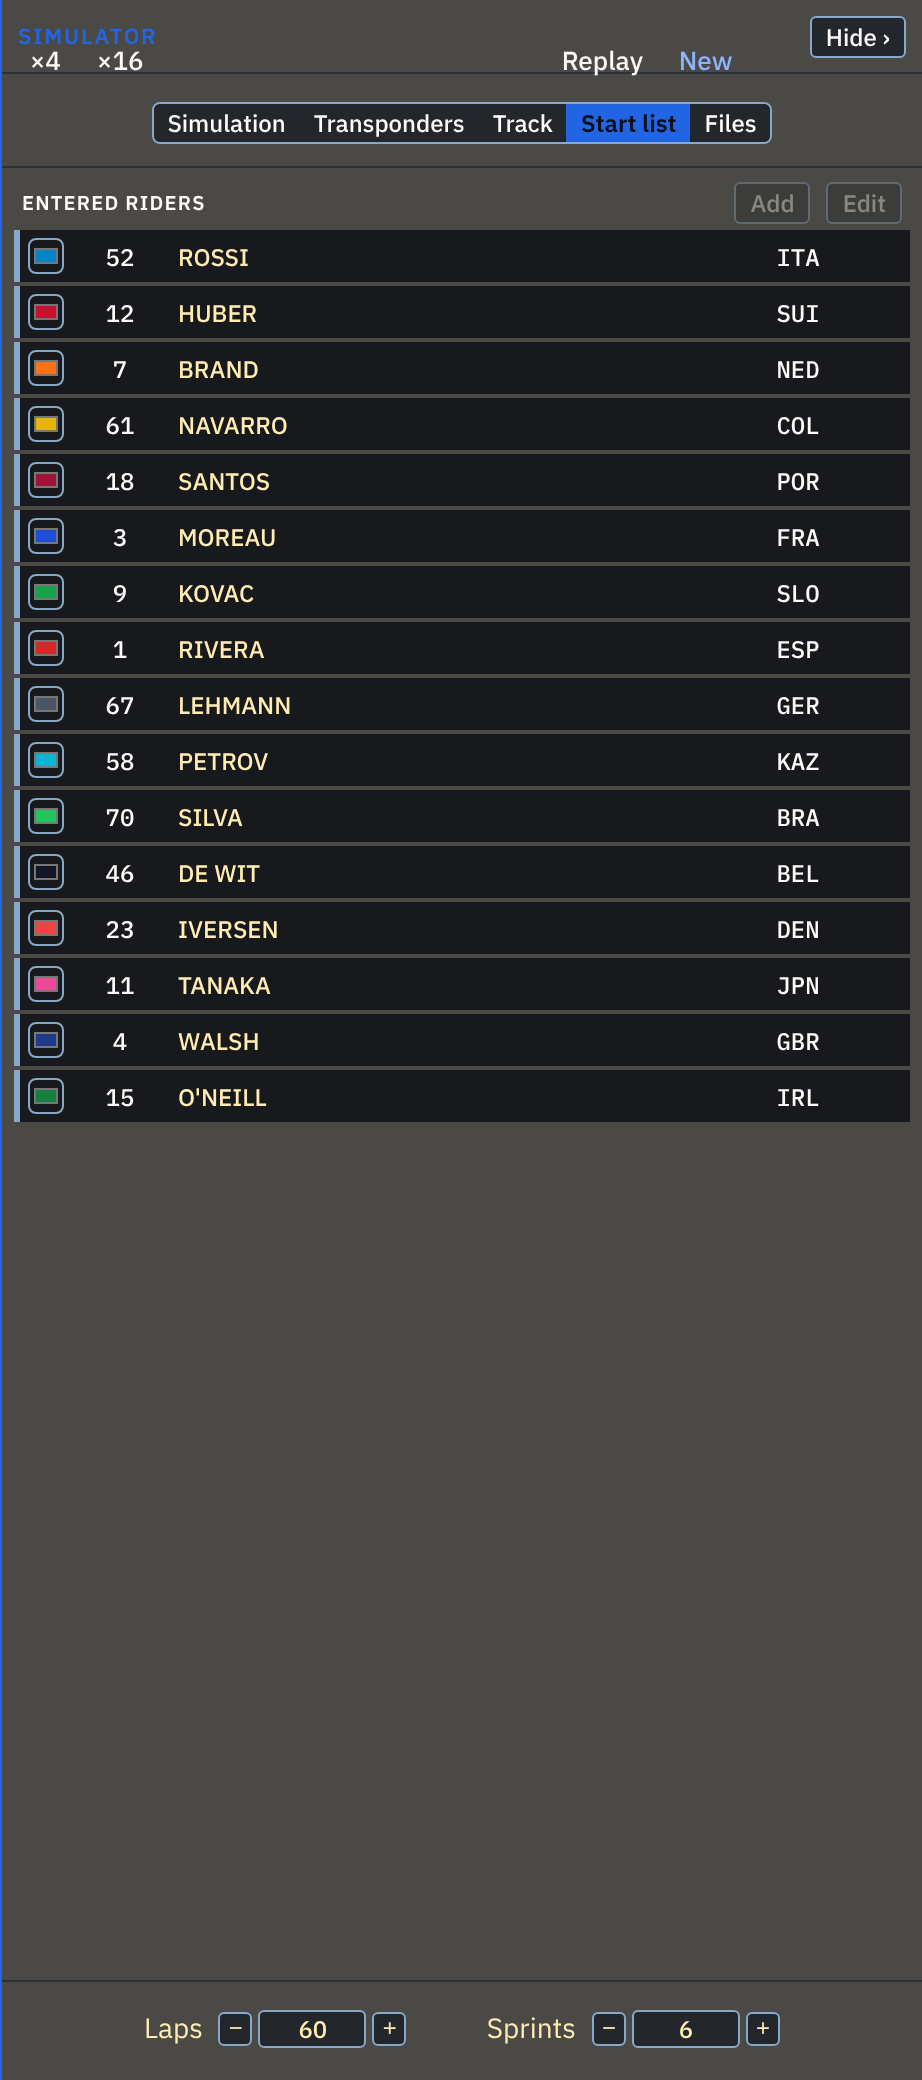 SIMULATOR
×4 ×16 Replay New Hide ›
Simulation Transponders Track Start list Files
ENTERED RIDERS Add Edit
52 ROSSI ITA
12 HUBER SUI
7 BRAND NED
61 NAVARRO COL
18 SANTOS POR
3 MOREAU FRA
9 KOVAC SLO
1 RIVERA ESP
67 LEHMANN GER
58 PETROV KAZ
70 SILVA BRA
46 DE WIT BEL
23 IVERSEN DEN
11 TANAKA JPN
4 WALSH GBR
15 O'NEILL IRL
Laps − 60 + Sprints − 6 +